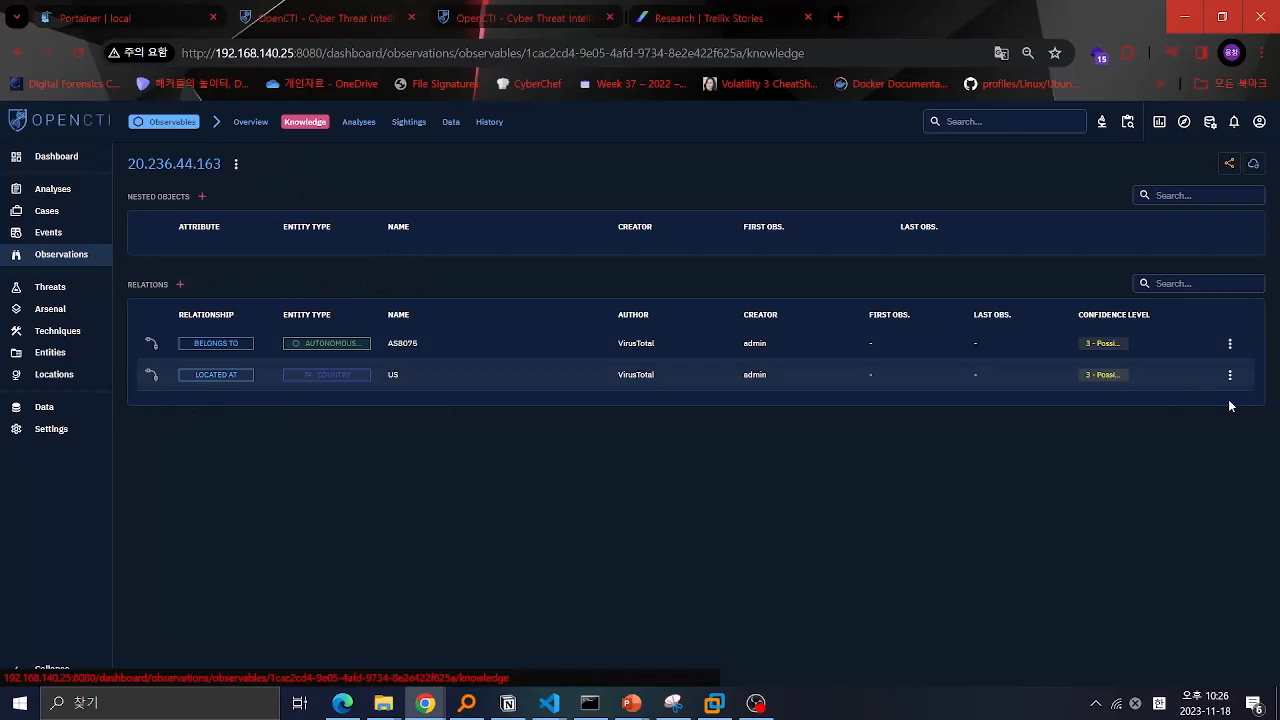 Portainer | local
OpenCTI - Cyber Threat Intelli
OpenCTI - Cyber Threat Intelli
Research | Trellix Stories
주의 요함
http://192.168.140.25:8080/dashboard/observations/observables/1cac2cd4-9e05-4afd-9734-8e2e422f625a/knowledge
15
용창
Digital Forensics C...
해커들의 놀이터, D...
개인자료 - OneDrive
File Signatures
CyberChef
Week 37 – 2022 –...
Volatility 3 CheatSh...
Docker Documenta...
profiles/Linux/Ubun...
모든 북마크
OPENCTI
Observables
Overview
Knowledge
Analyses
Sightings
Data
History
Search...
Dashboard
Analyses
Cases
Events
Observations
Threats
Arsenal
Techniques
Entities
Locations
Data
Settings
Collapse
20.236.44.163
NESTED OBJECTS +
Search...
ATTRIBUTE ENTITY TYPE NAME CREATOR FIRST OBS. LAST OBS.
RELATIONS +
Search...
RELATIONSHIP ENTITY TYPE NAME AUTHOR CREATOR FIRST OBS. LAST OBS. CONFIDENCE LEVEL
BELONGS TO AUTONOMOUS... AS8075 VirusTotal admin - - 3 - Possi...
LOCATED AT COUNTRY US VirusTotal admin - - 3 - Possi...
192.168.140.25:8080/dashboard/observations/observables/1cac2cd4-9e05-4afd-9734-8e2e422f625a/knowledge
찾기
오후 10:26
2023-11-18
6